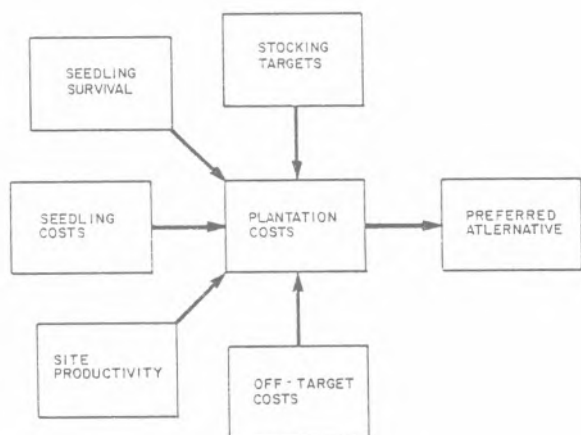 STOCKING
TARGETS
SEEDLING
SURVIVAL
SEEDLING
COSTS
PLANTATION
COSTS
PREFERRED
ATLERNATIVE
SITE
PRODUCTIVITY
OFF-TARGET
COSTS